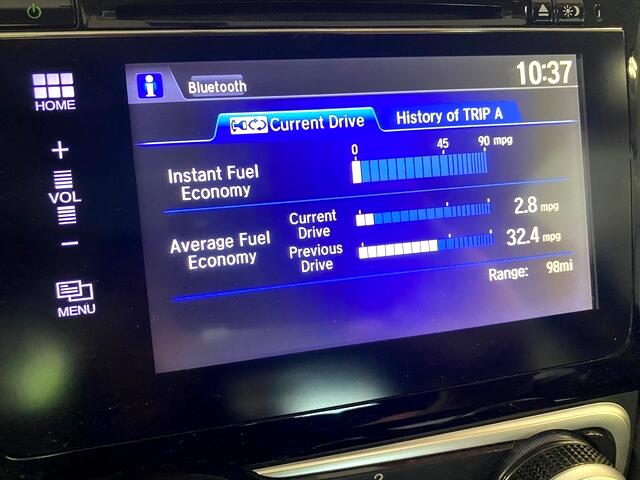 HOME
+
VOL
−
MENU
i
Bluetooth
10:37
Current Drive
History of TRIP A
0 45 90 mpg
Instant Fuel
Economy
Average Fuel
Economy
Current
Drive
2.8 mpg
Previous
Drive
32.4 mpg
Range: 98mi